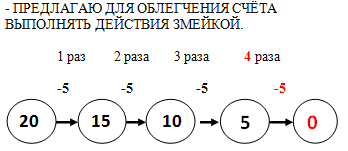 - ПРЕДЛАГАЮ ДЛЯ ОБЛЕГЧЕНИЯ СЧЁТА
ВЫПОЛНЯТЬ ДЕЙСТВИЯ ЗМЕЙКОЙ.
1 раз 2 раза 3 раза 4 раза
-5 -5 -5 -5
20 15 10 5 0